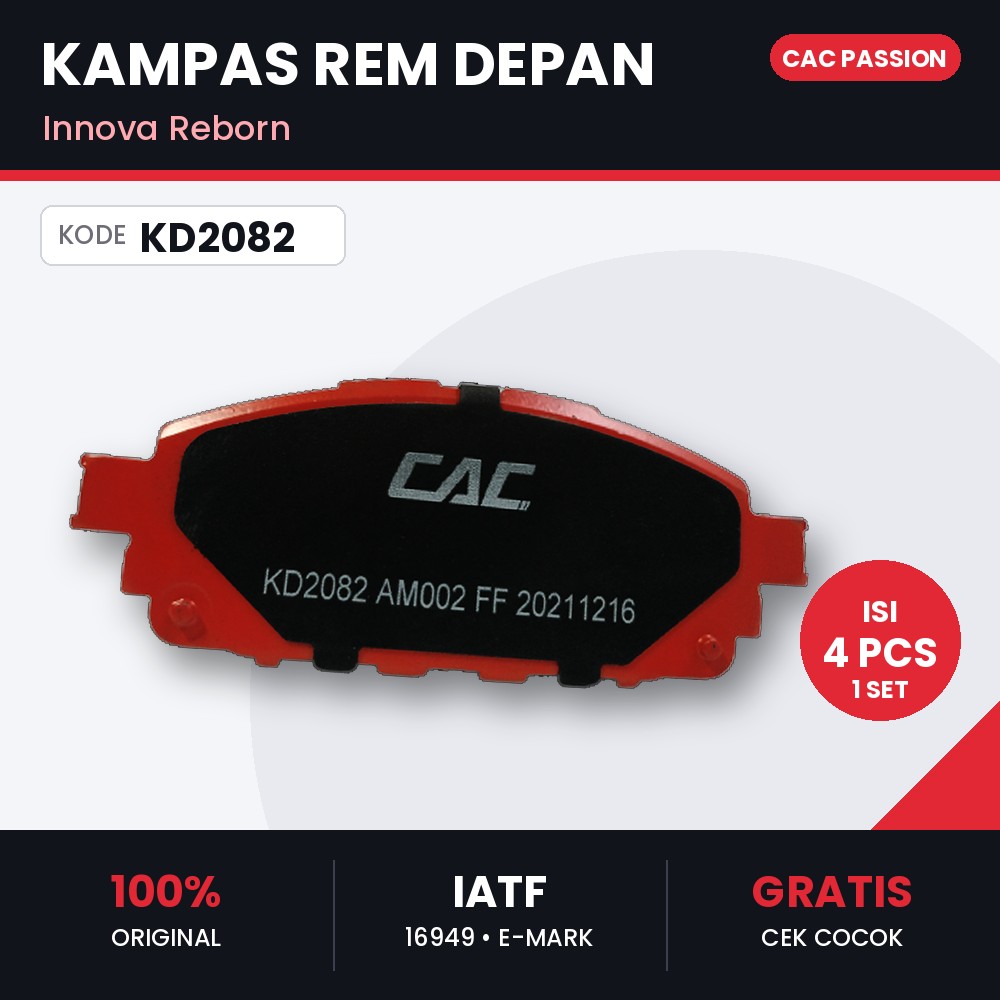 KAMPAS REM DEPAN
CAC PASSION
Innova Reborn
KODE KD2082
CAC
KD2082 AM002 FF 20211216
ISI
4 PCS
1 SET
100%
ORIGINAL
IATF
16949 • E-MARK
GRATIS
CEK COCOK